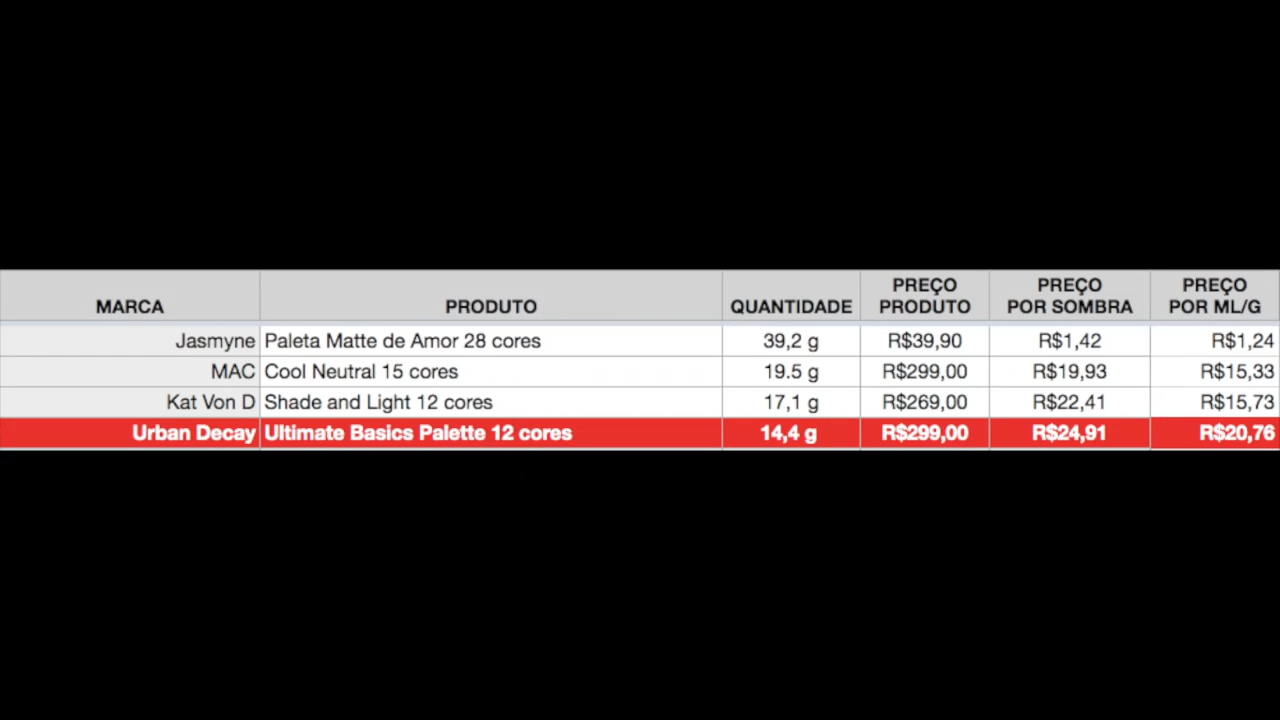 MARCA PRODUTO QUANTIDADE PREÇO PRODUTO PREÇO POR SOMBRA PREÇO POR ML/G
Jasmyne Paleta Matte de Amor 28 cores 39,2 g R$39,90 R$1,42 R$1,24
MAC Cool Neutral 15 cores 19.5 g R$299,00 R$19,93 R$15,33
Kat Von D Shade and Light 12 cores 17,1 g R$269,00 R$22,41 R$15,73
Urban Decay Ultimate Basics Palette 12 cores 14,4 g R$299,00 R$24,91 R$20,76